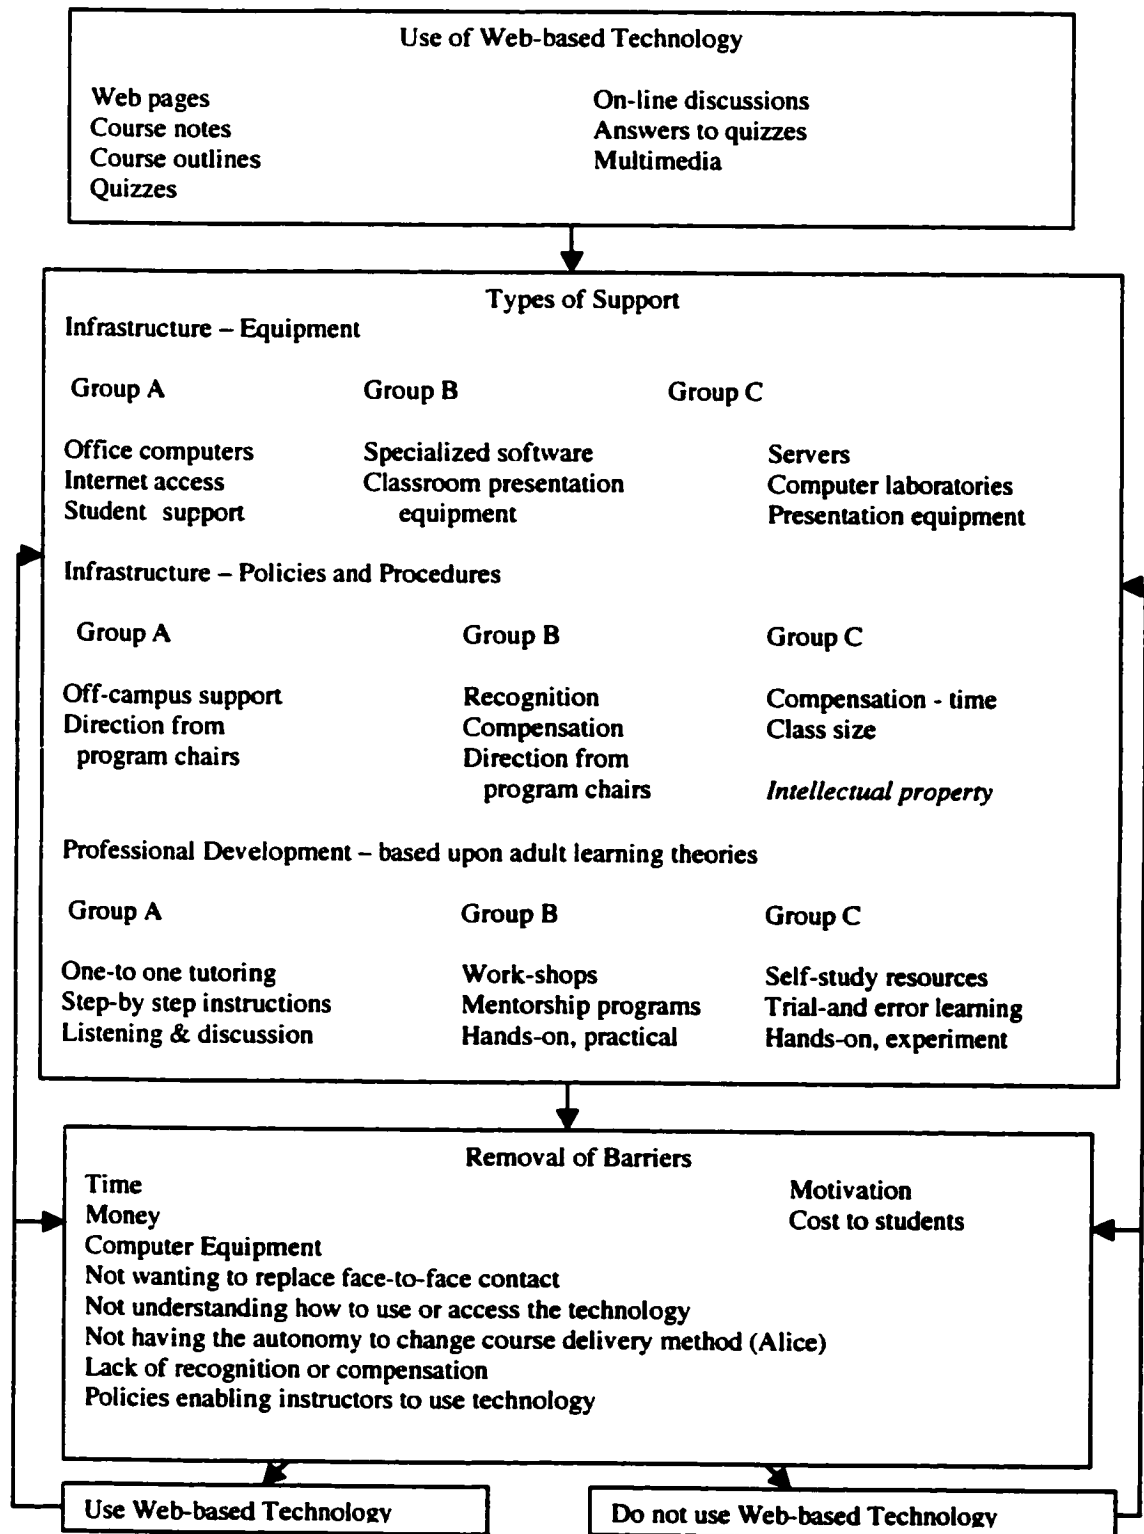 Use of Web-based Technology
Web pages
Course notes
Course outlines
Quizzes
On-line discussions
Answers to quizzes
Multimedia
Types of Support
Infrastructure – Equipment
Group A
Group B
Group C
Office computers
Internet access
Student support
Specialized software
Classroom presentation
equipment
Servers
Computer laboratories
Presentation equipment
Infrastructure – Policies and Procedures
Group A
Group B
Group C
Off-campus support
Direction from
program chairs
Recognition
Compensation
Direction from
program chairs
Compensation - time
Class size
Intellectual property
Professional Development – based upon adult learning theories
Group A
Group B
Group C
One-to one tutoring
Step-by step instructions
Listening & discussion
Work-shops
Mentorship programs
Hands-on, practical
Self-study resources
Trial-and error learning
Hands-on, experiment
Removal of Barriers
Time
Money
Computer Equipment
Not wanting to replace face-to-face contact
Not understanding how to use or access the technology
Not having the autonomy to change course delivery method (Alice)
Lack of recognition or compensation
Policies enabling instructors to use technology
Motivation
Cost to students
Use Web-based Technology
Do not use Web-based Technology